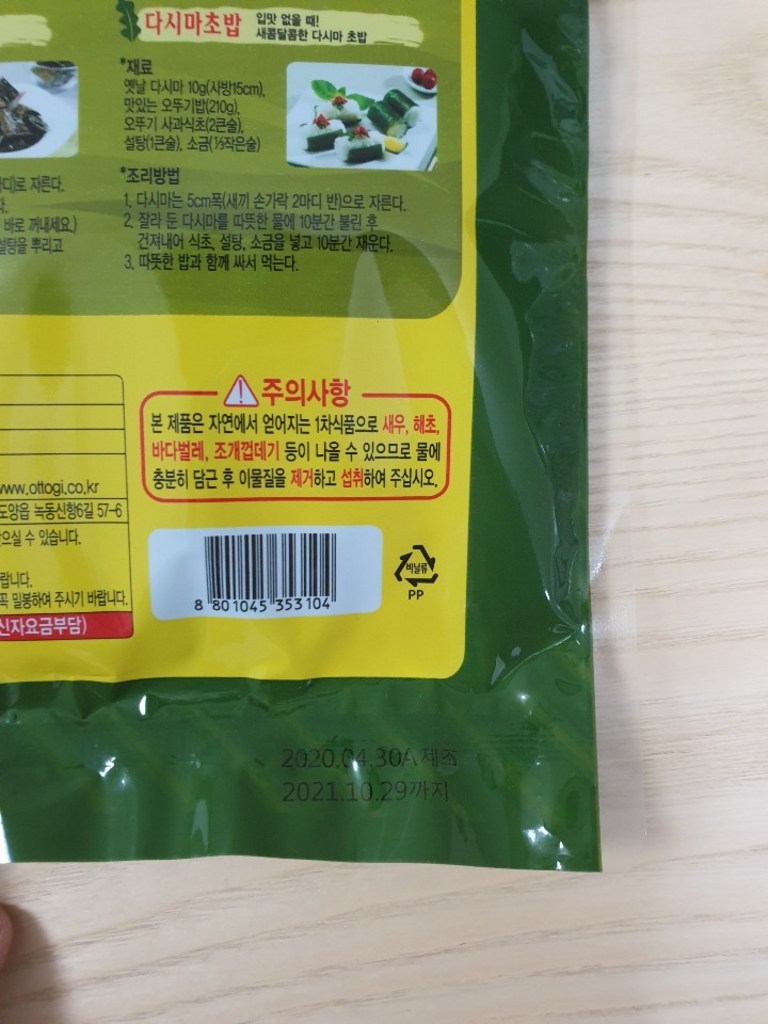 다시마초밥
입맛 없을 때!
새콤달콤한 다시마 초밥
*재료
옛날 다시마 10g(사방15cm),
맛있는 오뚜기밥(210g),
오뚜기 사과식초(2큰술),
설탕(1큰술), 소금(⅓작은술)
*조리방법
1. 다시마는 5cm폭(새끼 손가락 2마디 반)으로 자른다.
2. 잘라 둔 다시마를 따뜻한 물에 10분간 불린 후
건져내어 식초, 설탕, 소금을 넣고 10분간 재운다.
3. 따뜻한 밥과 함께 싸서 먹는다.
마디)로 자른다.
바로 꺼내세요.)
설탕을 뿌리고
주의사항
본 제품은 자연에서 얻어지는 1차식품으로 새우, 해초,
바다벌레, 조개껍데기 등이 나올 수 있으므로 물에
충분히 담근 후 이물질을 제거하고 섭취하여 주십시오.
www.ottogi.co.kr
도양읍 녹동신항6길 57-6
으실 수 있습니다.
랍니다.
꼭 밀봉하여 주시기 바랍니다.
신자요금부담)
8 801045 353104
비닐류
PP
2020.04.30A 제조
2021.10.29까지